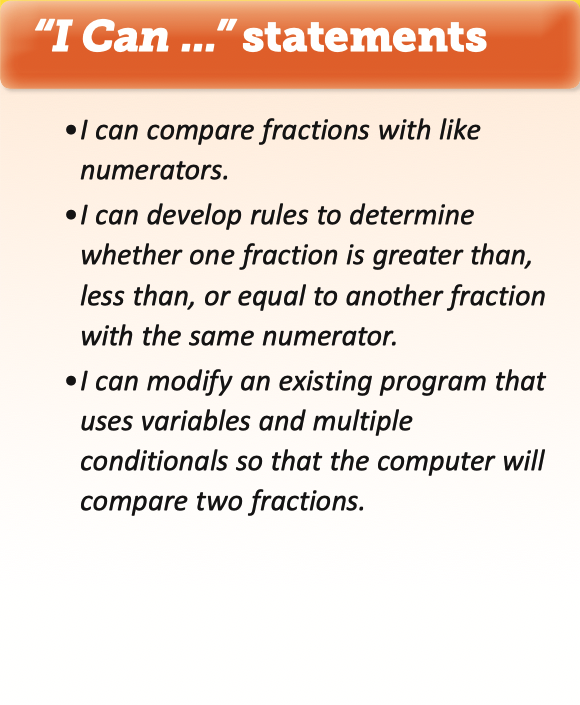 “I Can ...” statements
•I can compare fractions with like
numerators.
•I can develop rules to determine
whether one fraction is greater than,
less than, or equal to another fraction
with the same numerator.
•I can modify an existing program that
uses variables and multiple
conditionals so that the computer will
compare two fractions.